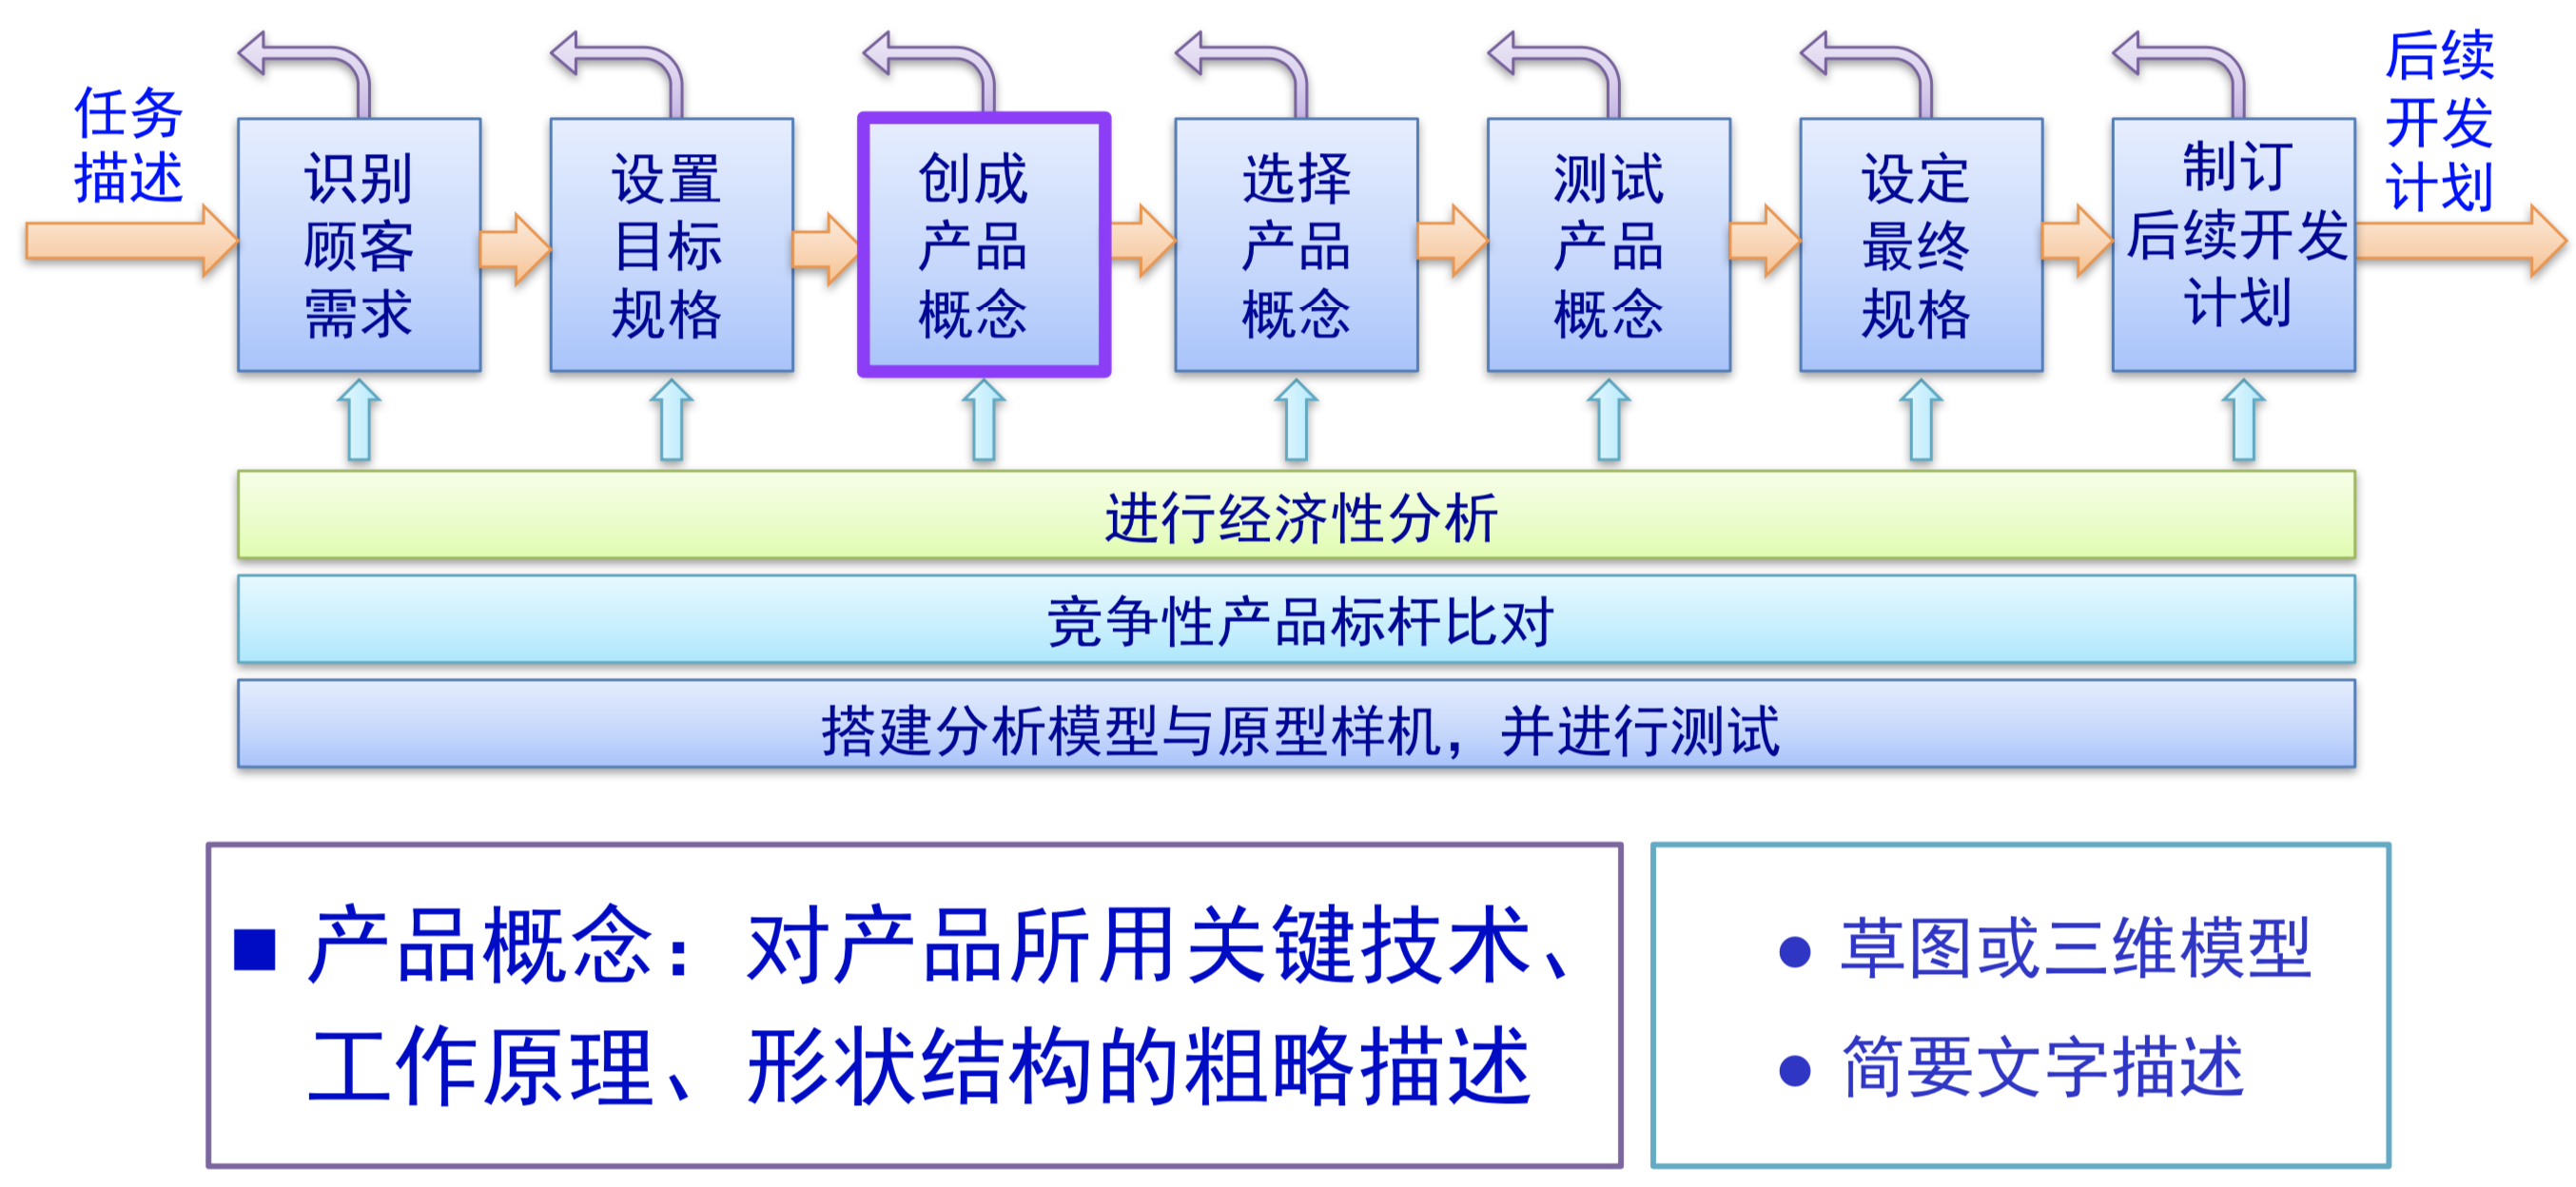 任务
描述
识别
顾客
需求
设置
目标
规格
创成
产品
概念
选择
产品
概念
测试
产品
概念
设定
最终
规格
制订
后续开发
计划
后续
开发
计划
进行经济性分析
竞争性产品标杆比对
搭建分析模型与原型样机，并进行测试
■ 产品概念：对产品所用关键技术、
工作原理、形状结构的粗略描述
● 草图或三维模型
● 简要文字描述